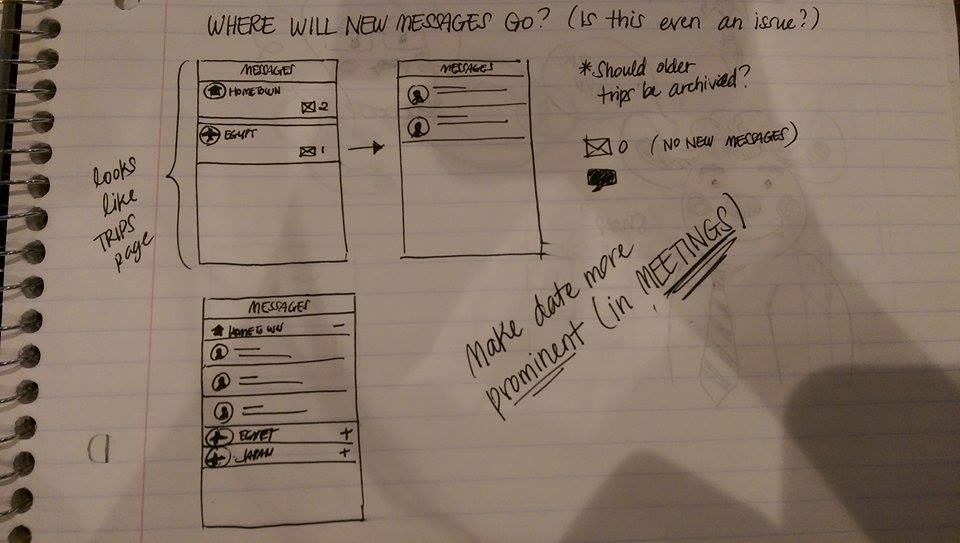 WHERE WILL NEW MESSAGES GO? (Is this even an issue?)
MESSAGES
HOMETOWN
2
EGYPT
1
MESSAGES
*Should older
trips be archived?
0 (NO NEW MESSAGES)
looks
like
TRIPS
page
Make date more
prominent (in MEETINGS)
MESSAGES
HOMETOWN –
EGYPT +
JAPAN +